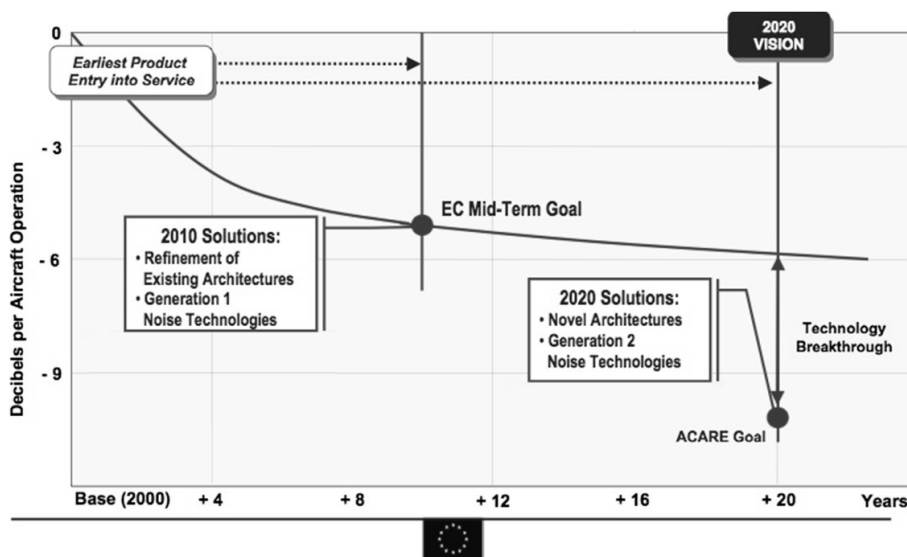 0
2020
VISION
Earliest Product
Entry into Service
- 3
Decibels per Aircraft Operation
EC Mid-Term Goal
2010 Solutions:
• Refinement of
Existing Architectures
• Generation 1
Noise Technologies
- 6
2020 Solutions:
• Novel Architectures
• Generation 2
Noise Technologies
Technology
Breakthrough
- 9
ACARE Goal
Base (2000) + 4 + 8 + 12 + 16 + 20 Years